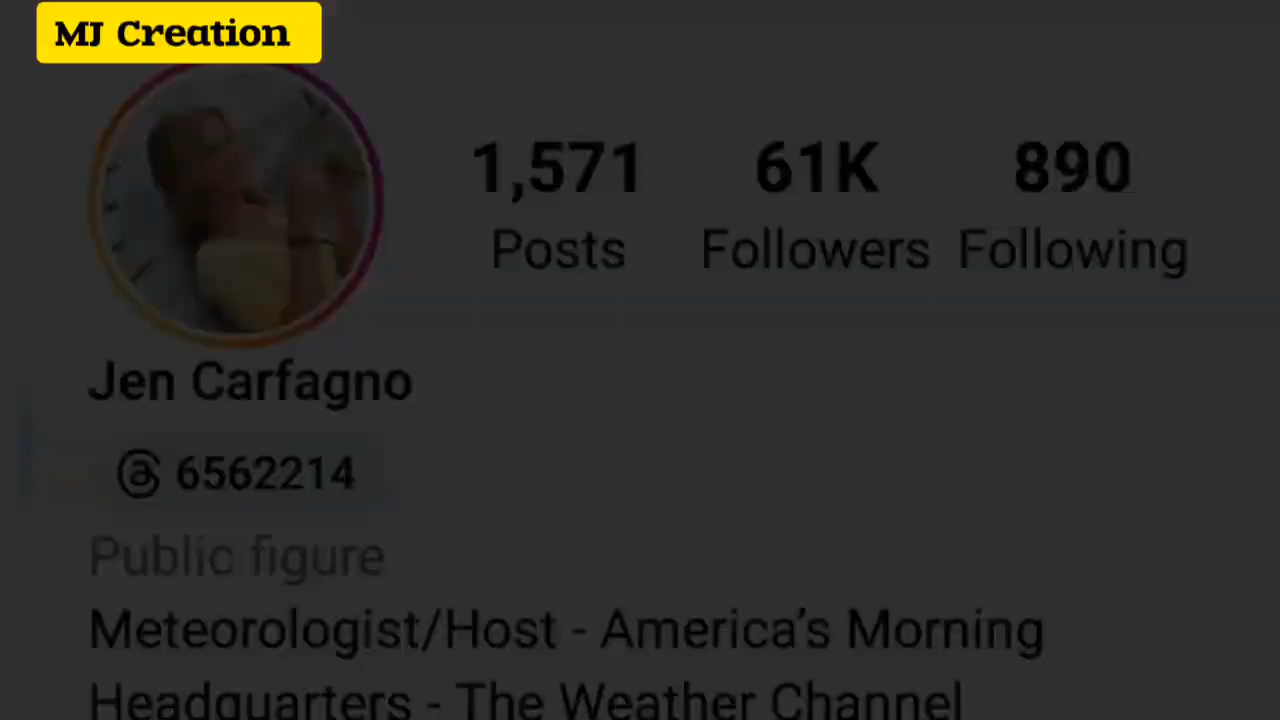 MJ Creation
1,571 61K 890
Posts Followers Following
Jen Carfagno
6562214
Public figure
Meteorologist/Host - America's Morning
Headquarters - The Weather Channel